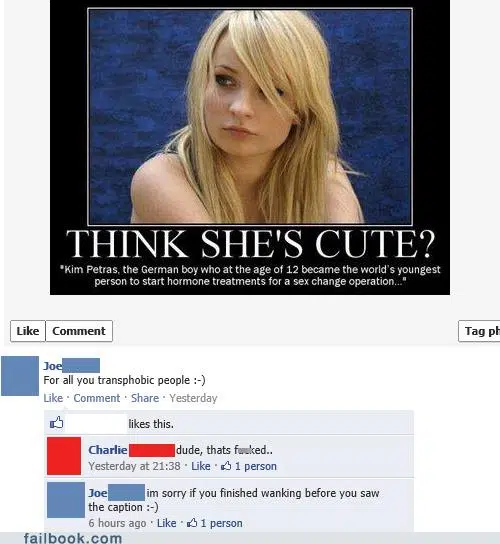 THINK SHE'S CUTE?
"Kim Petras, the German boy who at the age of 12 became the world's youngest
person to start hormone treatments for a sex change operation..."
Like Comment Tag ph
Joe
For all you transphobic people :-)
Like · Comment · Share · Yesterday
likes this.
Charlie dude, thats fucked..
Yesterday at 21:38 · Like · 1 person
Joe im sorry if you finished wanking before you saw
the caption :-)
6 hours ago · Like · 1 person
failbook.com